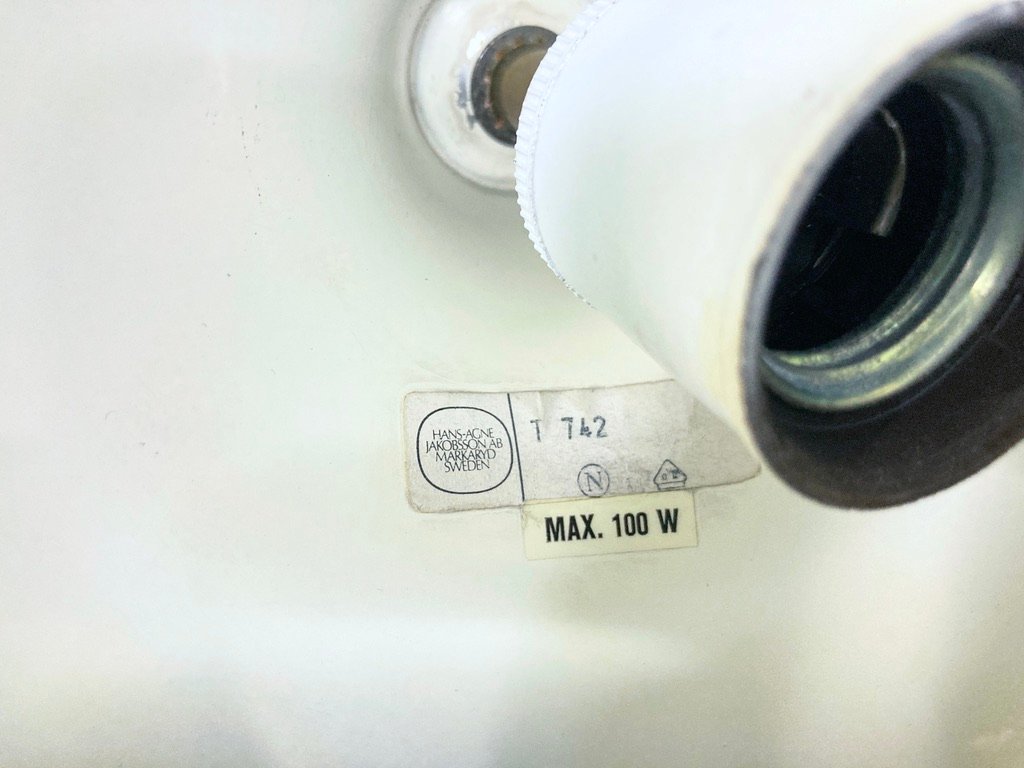 HANS-AGNE
JAKOBSSON AB
MARKARYD
SWEDEN
T 742
N
MAX. 100 W